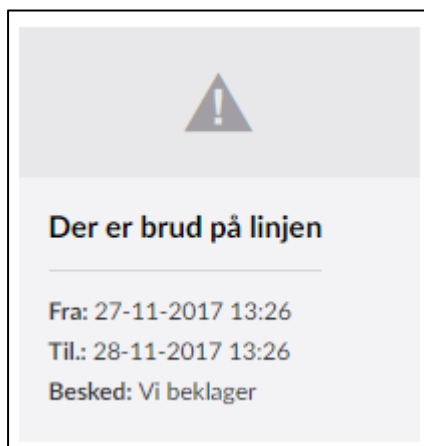 Der er brud på linjen
Fra: 27-11-2017 13:26
Til.: 28-11-2017 13:26
Besked: Vi beklager